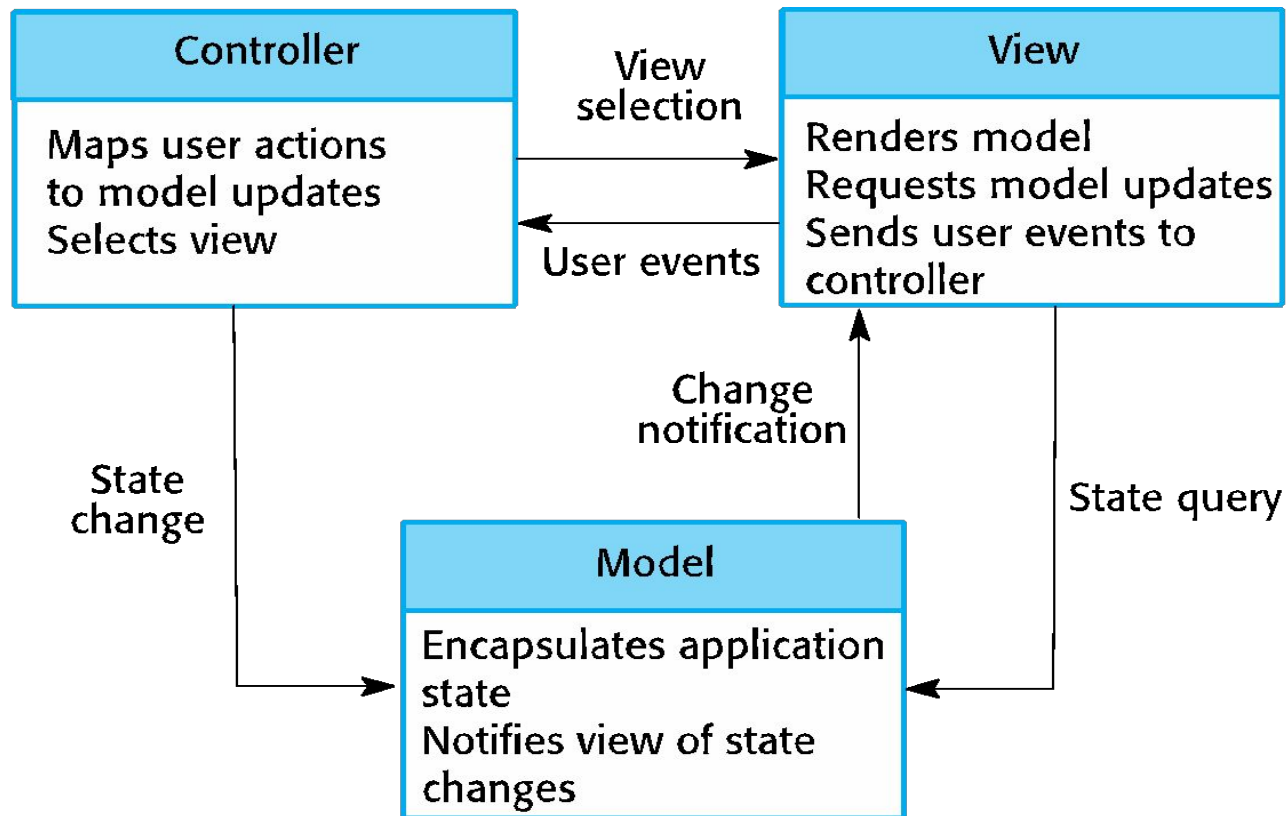 Controller
Maps user actions
to model updates
Selects view
View
selection
User events
View
Renders model
Requests model updates
Sends user events to
controller
State
change
Change
notification
State query
Model
Encapsulates application
state
Notifies view of state
changes